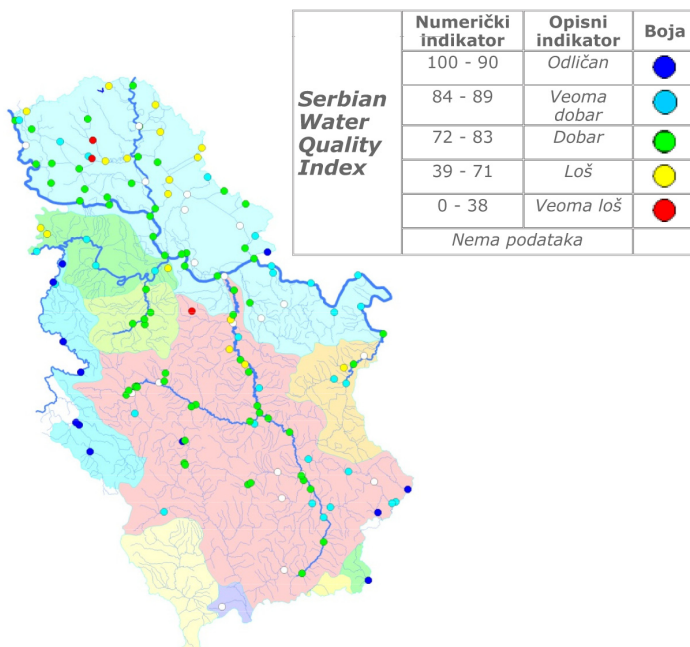 Serbian
Water
Quality
Index
Numerički
indikator
Opisni
indikator
Boja
100 - 90
Odličan
84 - 89
Veoma
dobar
72 - 83
Dobar
39 - 71
Loš
0 - 38
Veoma loš
Nema podataka